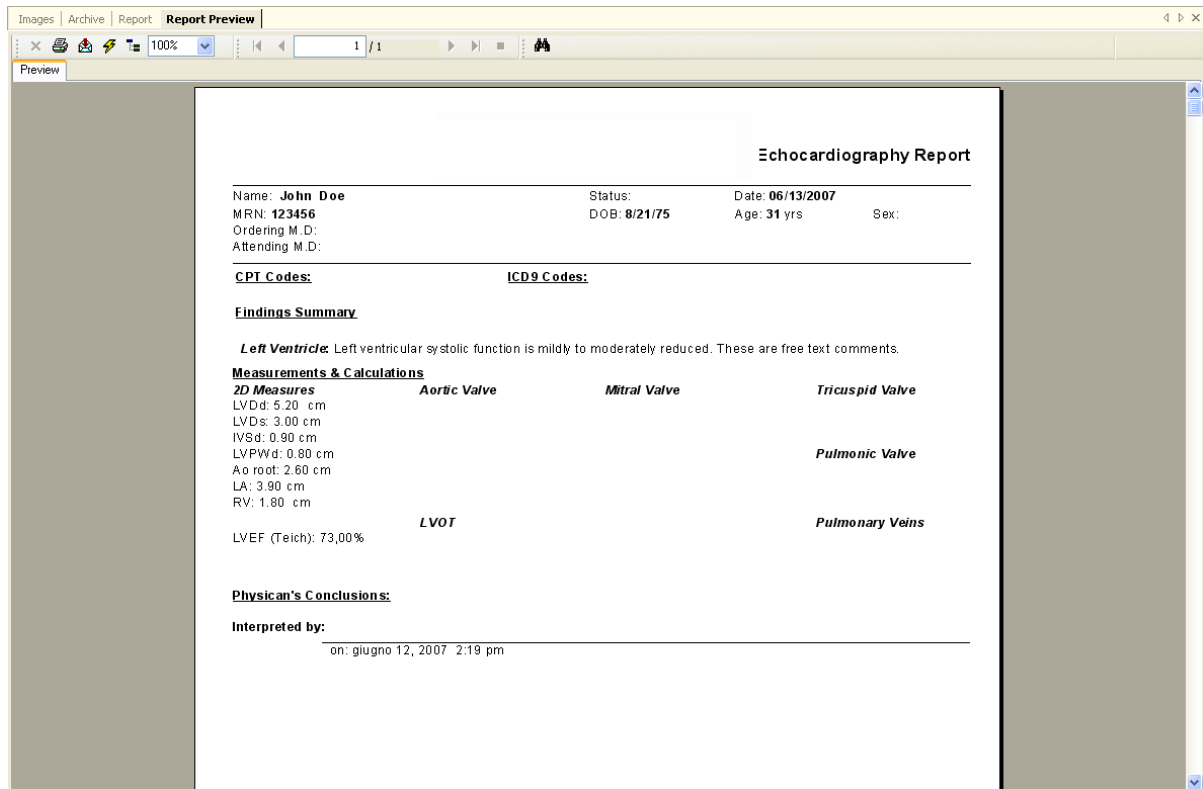 Images | Archive | Report | Report Preview
100% 1 / 1
Preview
Echocardiography Report
Name: John Doe Status: Date: 06/13/2007
MRN: 123456 DOB: 8/21/75 Age: 31 yrs Sex:
Ordering M.D:
Attending M.D:
CPT Codes: ICD9 Codes:
Findings Summary
Left Ventricle: Left ventricular systolic function is mildly to moderately reduced. These are free text comments.
Measurements & Calculations
2D Measures Aortic Valve Mitral Valve Tricuspid Valve
LVDd: 5.20 cm
LVDs: 3.00 cm
IVSd: 0.90 cm
LVPWd: 0.80 cm Pulmonic Valve
Ao root: 2.60 cm
LA: 3.90 cm
RV: 1.80 cm
LVOT Pulmonary Veins
LVEF (Teich): 73,00%
Physican's Conclusions:
Interpreted by:
on: giugno 12, 2007 2:19 pm